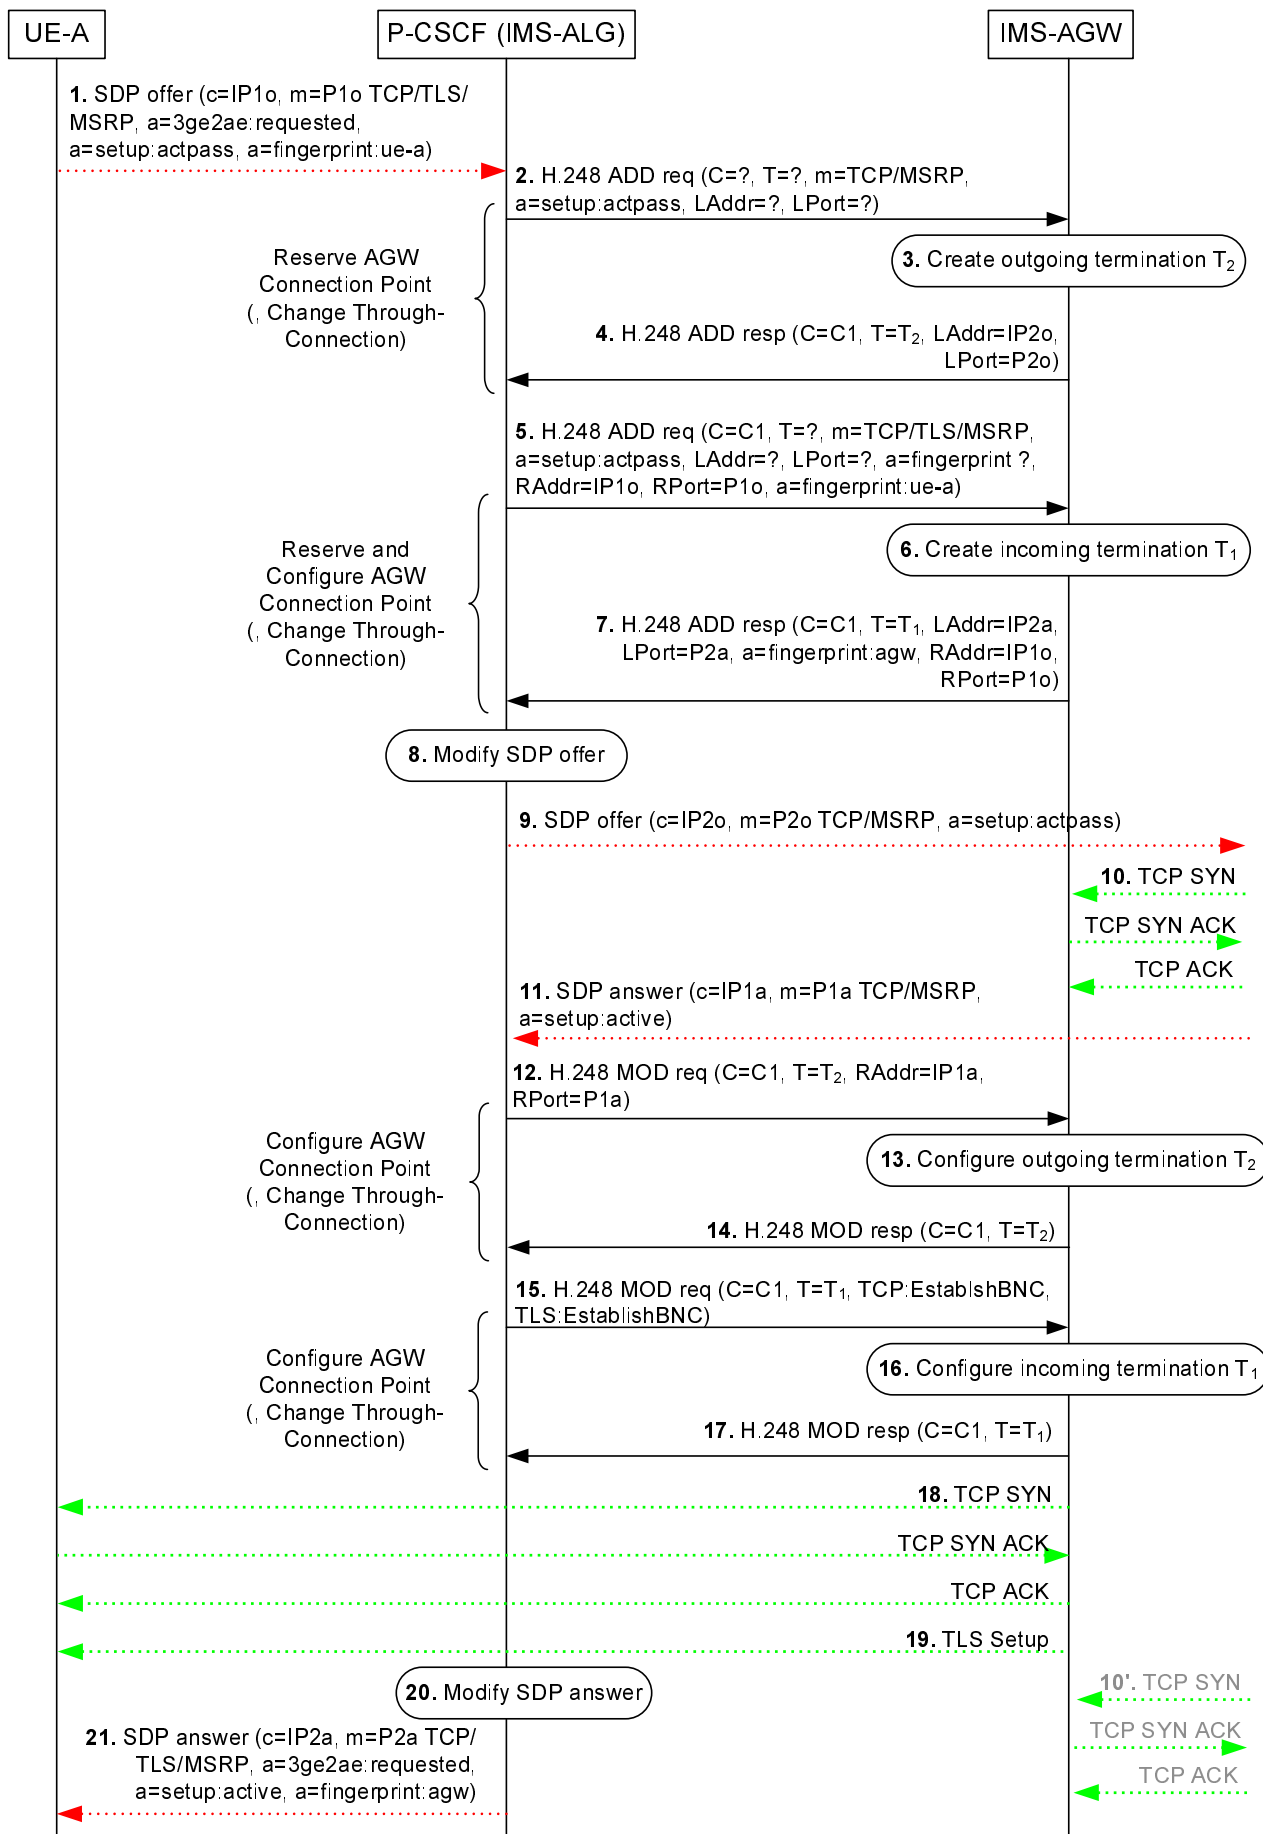 UE-A
P-CSCF (IMS-ALG)
IMS-AGW
1. SDP offer (c=IP1o, m=P1o TCP/TLS/
MSRP, a=3ge2ae:requested,
a=setup:actpass, a=fingerprint:ue-a)
2. H.248 ADD req (C=?, T=?, m=TCP/MSRP,
a=setup:actpass, LAddr=?, LPort=?)
Reserve AGW
Connection Point
(, Change Through-
Connection)
3. Create outgoing termination T2
4. H.248 ADD resp (C=C1, T=T2, LAddr=IP2o,
LPort=P2o)
5. H.248 ADD req (C=C1, T=?, m=TCP/TLS/MSRP,
a=setup:actpass, LAddr=?, LPort=?, a=fingerprint ?,
RAddr=IP1o, RPort=P1o, a=fingerprint:ue-a)
Reserve and
Configure AGW
Connection Point
(, Change Through-
Connection)
6. Create incoming termination T1
7. H.248 ADD resp (C=C1, T=T1, LAddr=IP2a,
LPort=P2a, a=fingerprint:agw, RAddr=IP1o,
RPort=P1o)
8. Modify SDP offer
9. SDP offer (c=IP2o, m=P2o TCP/MSRP, a=setup:actpass)
10. TCP SYN
TCP SYN ACK
TCP ACK
11. SDP answer (c=IP1a, m=P1a TCP/MSRP,
a=setup:active)
12. H.248 MOD req (C=C1, T=T2, RAddr=IP1a,
RPort=P1a)
Configure AGW
Connection Point
(, Change Through-
Connection)
13. Configure outgoing termination T2
14. H.248 MOD resp (C=C1, T=T2)
15. H.248 MOD req (C=C1, T=T1, TCP:EstablshBNC,
TLS:EstablishBNC)
Configure AGW
Connection Point
(, Change Through-
Connection)
16. Configure incoming termination T1
17. H.248 MOD resp (C=C1, T=T1)
18. TCP SYN
TCP SYN ACK
TCP ACK
19. TLS Setup
20. Modify SDP answer
10'. TCP SYN
TCP SYN ACK
TCP ACK
21. SDP answer (c=IP2a, m=P2a TCP/
TLS/MSRP, a=3ge2ae:requested,
a=setup:active, a=fingerprint:agw)